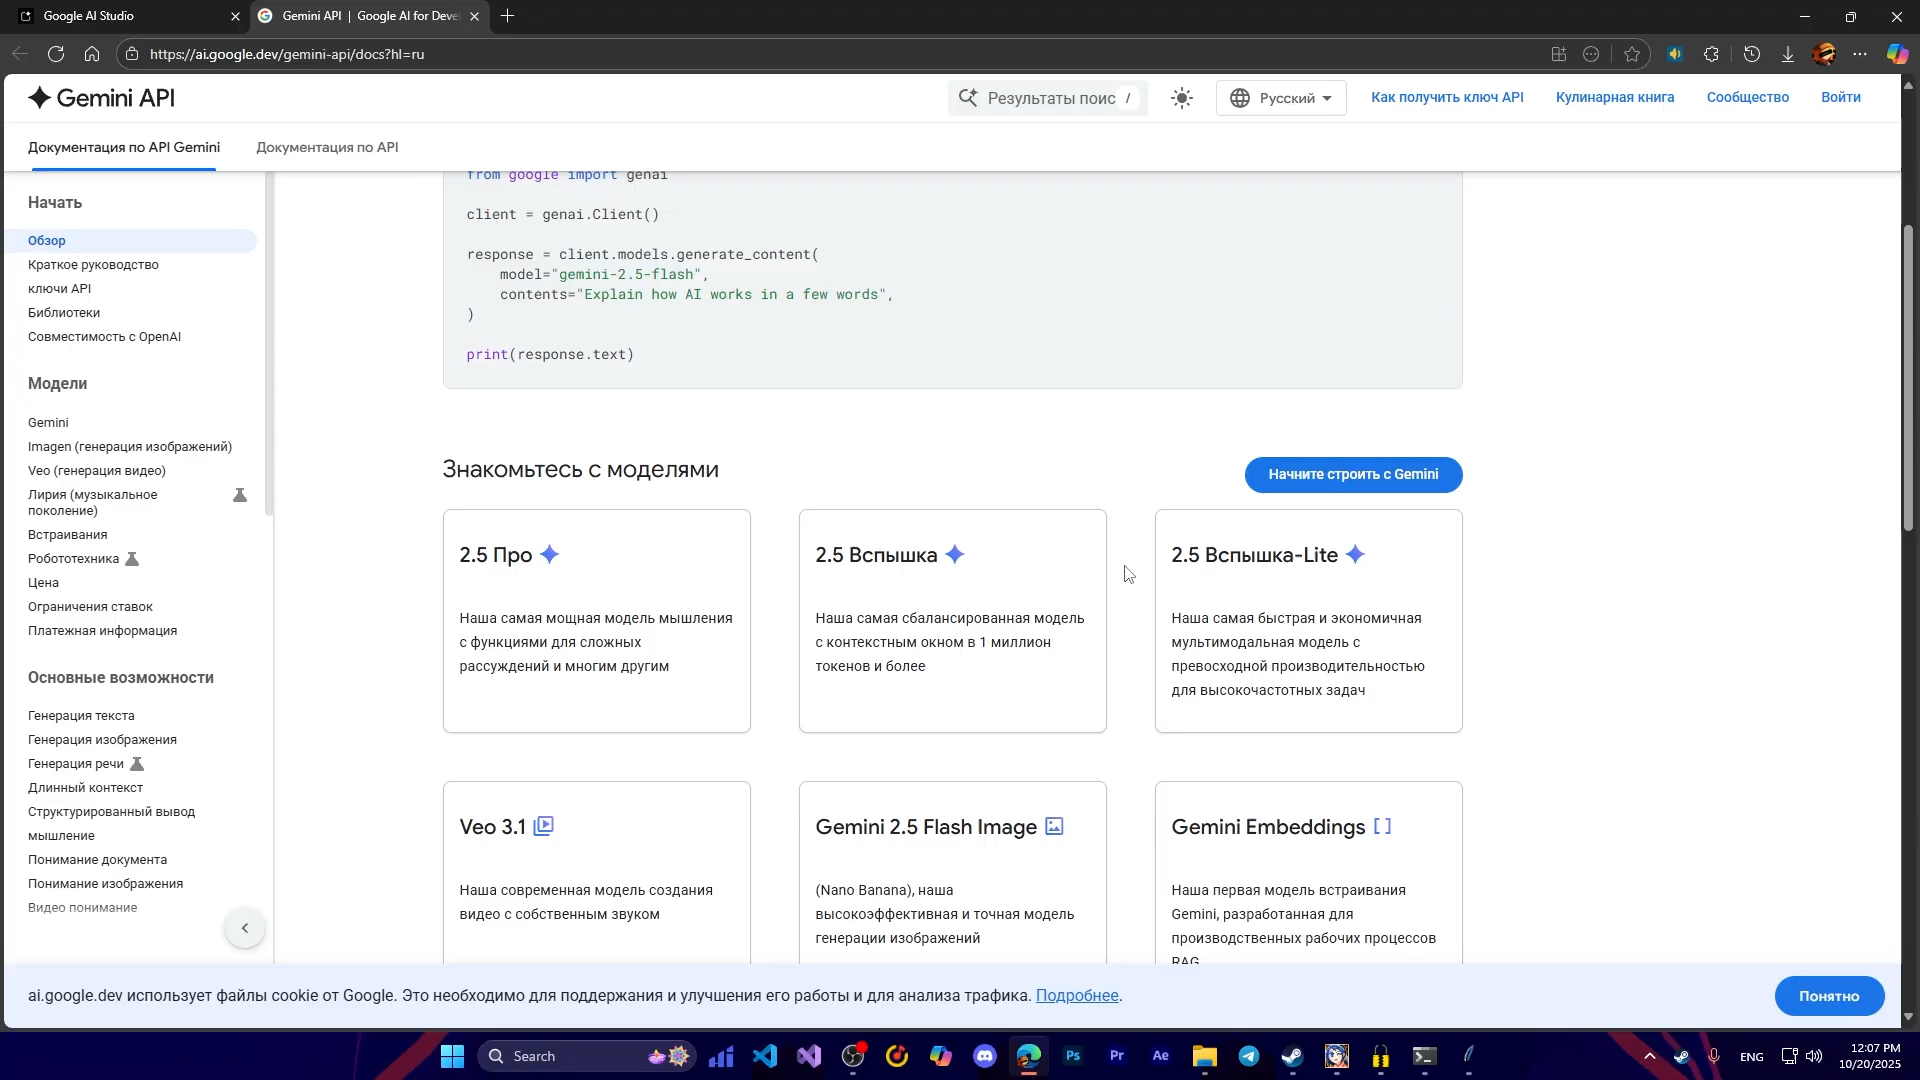 Google AI Studio
Gemini API | Google AI for Deve
https://ai.google.dev/gemini-api/docs?hl=ru
Gemini API
Результаты поис /
Русский
Как получить ключ API
Кулинарная книга
Сообщество
Войти
Документация по API Gemini
Документация по API
Начать
Обзор
Краткое руководство
ключи API
Библиотеки
Совместимость с OpenAI
Модели
Gemini
Imagen (генерация изображений)
Veo (генерация видео)
Лирия (музыкальное
поколение)
Встраивания
Робототехника
Цена
Ограничения ставок
Платежная информация
Основные возможности
Генерация текста
Генерация изображения
Генерация речи
Длинный контекст
Структурированный вывод
мышление
Понимание документа
Понимание изображения
Видео понимание
from google import genai
client = genai.Client()
response = client.models.generate_content(
model="gemini-2.5-flash",
contents="Explain how AI works in a few words",
)
print(response.text)
Знакомьтесь с моделями
Начните строить с Gemini
2.5 Про
Наша самая мощная модель мышления
с функциями для сложных
рассуждений и многим другим
2.5 Вспышка
Наша самая сбалансированная модель
с контекстным окном в 1 миллион
токенов и более
2.5 Вспышка-Lite
Наша самая быстрая и экономичная
мультимодальная модель с
превосходной производительностью
для высокочастотных задач
Veo 3.1
Наша современная модель создания
видео с собственным звуком
Gemini 2.5 Flash Image
(Nano Banana), наша
высокоэффективная и точная модель
генерации изображений
Gemini Embeddings
Наша первая модель встраивания
Gemini, разработанная для
производственных рабочих процессов
RAG
ai.google.dev использует файлы cookie от Google. Это необходимо для поддержания и улучшения его работы и для анализа трафика. Подробнее.
Понятно
Search
Ps
Pr
Ae
ENG
12:07 PM
10/20/2025